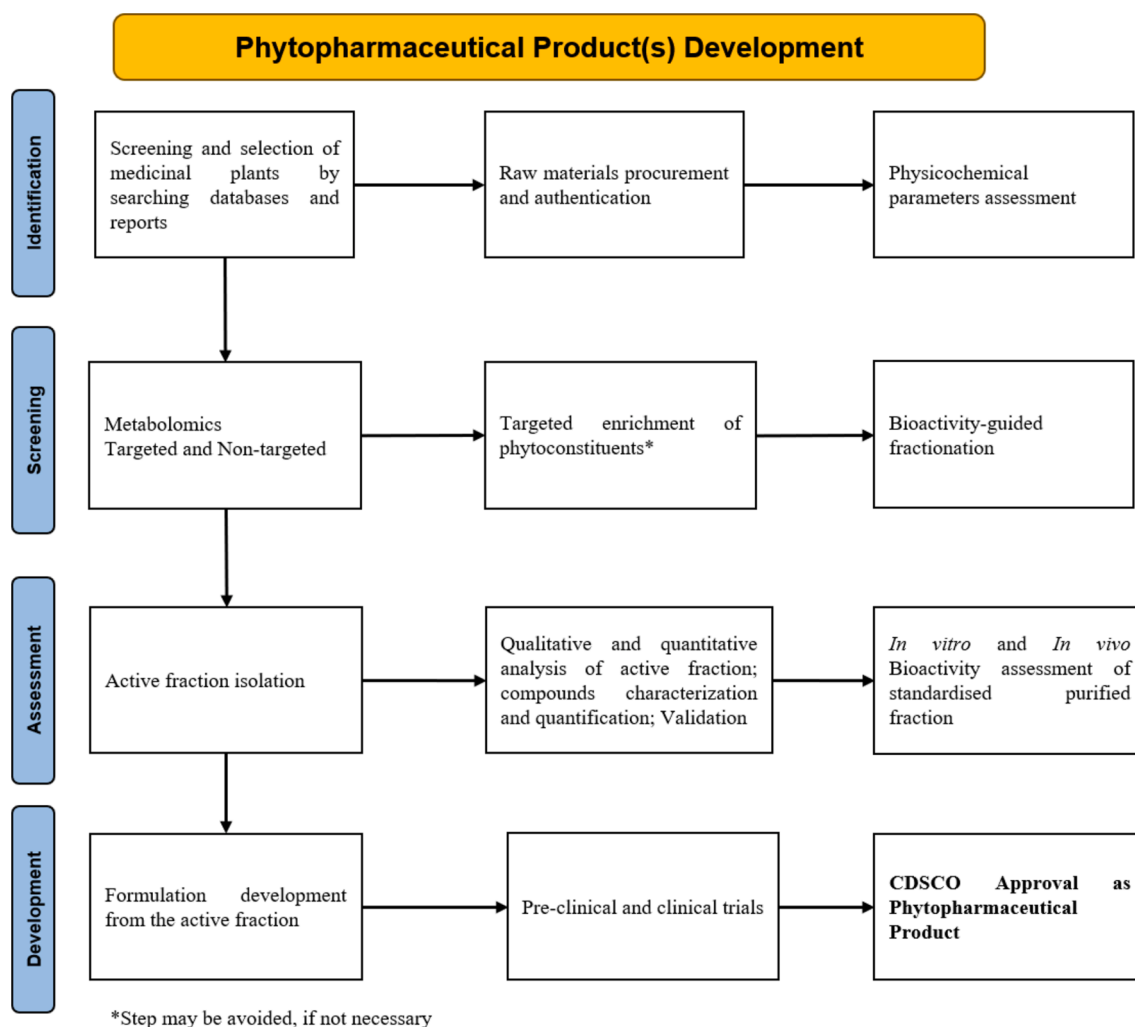 Phytopharmaceutical Product(s) Development
Identification
Screening and selection of
medicinal plants by
searching databases and
reports
Raw materials procurement
and authentication
Physicochemical
parameters assessment
Screening
Metabolomics
Targeted and Non-targeted
Targeted enrichment of
phytoconstituents*
Bioactivity-guided
fractionation
Assessment
Active fraction isolation
Qualitative and quantitative
analysis of active fraction;
compounds characterization
and quantification; Validation
In vitro and In vivo
Bioactivity assessment of
standardised purified
fraction
Development
Formulation development
from the active fraction
Pre-clinical and clinical trials
CDSCO Approval as
Phytopharmaceutical
Product
*Step may be avoided, if not necessary